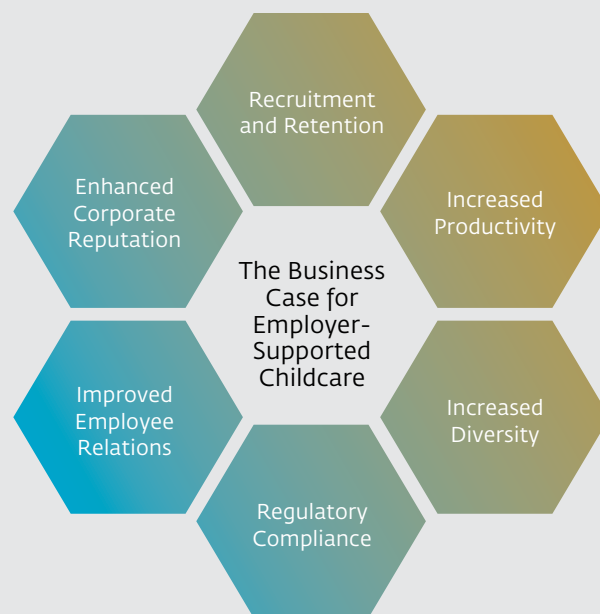 Recruitment
and Retention
Enhanced
Corporate
Reputation
Increased
Productivity
The Business
Case for
Employer-
Supported
Childcare
Improved
Employee
Relations
Increased
Diversity
Regulatory
Compliance